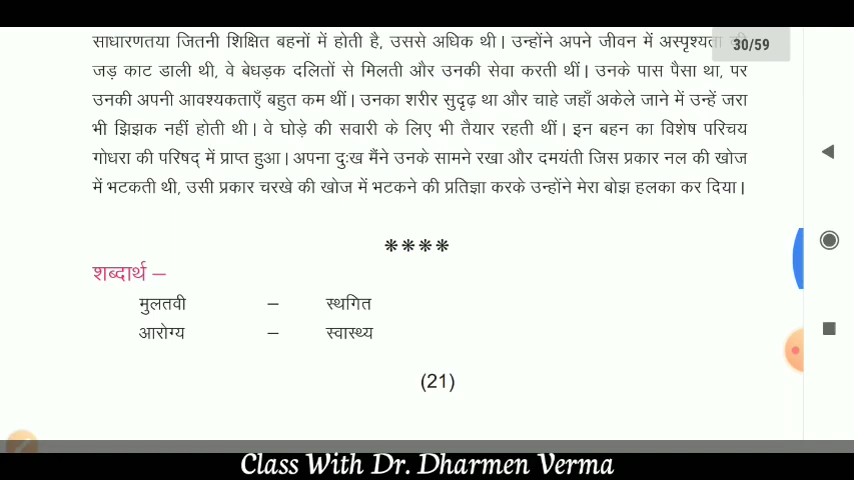 साधारणतया जितनी शिक्षित बहनों में होती है, उससे अधिक थी। उन्होंने अपने जीवन में अस्पृश्यता
30/59
जड़ काट डाली थी, वे बेधड़क दलितों से मिलती और उनकी सेवा करती थीं। उनके पास पैसा था, पर
उनकी अपनी आवश्यकताएँ बहुत कम थीं। उनका शरीर सुदृढ़ था और चाहे जहाँ अकेले जाने में उन्हें जरा
भी झिझक नहीं होती थी। वे घोड़े की सवारी के लिए भी तैयार रहती थीं। इन बहन का विशेष परिचय
गोधरा की परिषद् में प्राप्त हुआ। अपना दुःख मैंने उनके सामने रखा और दमयंती जिस प्रकार नल की खोज
में भटकती थी, उसी प्रकार चरखे की खोज में भटकने की प्रतिज्ञा करके उन्होंने मेरा बोझ हलका कर दिया।
****
शब्दार्थ –
मुलतवी – स्थगित
आरोग्य – स्वास्थ्य
(21)
Class With Dr. Dharmen Verma